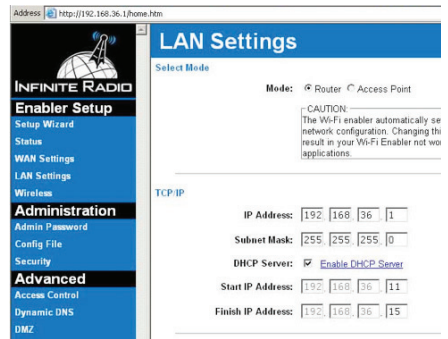 Address http://192.168.36.1/home.htm
INFINITE RADIO
Enabler Setup
Setup Wizard
Status
WAN Settings
LAN Settings
Wireless
Administration
Admin Password
Config File
Security
Advanced
Access Control
Dynamic DNS
DMZ
LAN Settings
Select Mode
Mode: Router Access Point
CAUTION:
The Wi-Fi enabler automatically se
network configuration. Changing thi
result in your Wi-Fi Enabler not wo
applications.
TCP/IP
IP Address: 192 . 168 . 36 . 1
Subnet Mask: 255 . 255 . 255 . 0
DHCP Server: Enable DHCP Server
Start IP Address: 192 . 168 . 36 . 11
Finish IP Address: 192 . 168 . 36 . 15